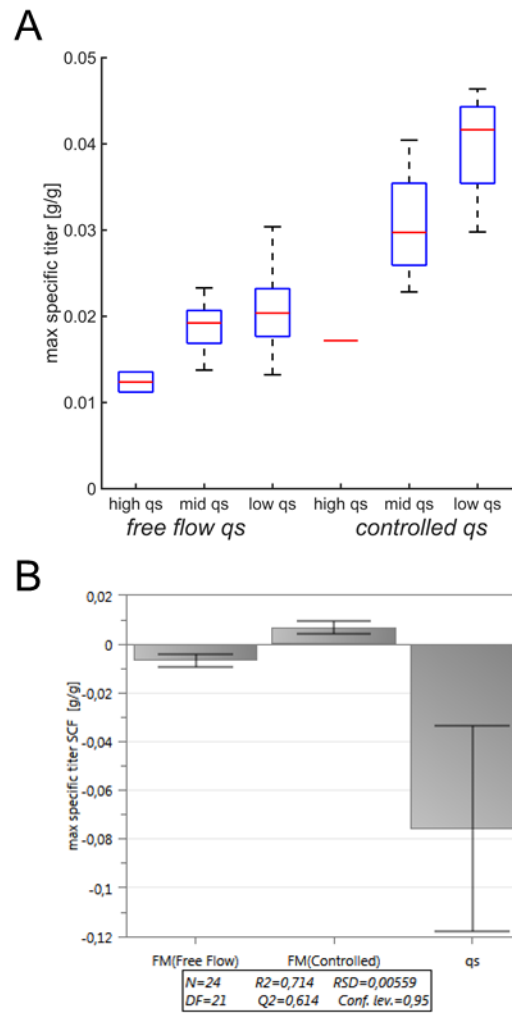 A
max specific titer [g/g]
0.05
0.04
0.03
0.02
0.01
0
high qs mid qs low qs high qs mid qs low qs
free flow qs controlled qs
B
max specific titer SCF [g/g]
0,02
0
-0,02
-0,04
-0,06
-0,08
-0,1
-0,12
FM(Free Flow) FM(Controlled) qs
N=24 R2=0,714 RSD=0,00559
DF=21 Q2=0,614 Conf. lev.=0,95